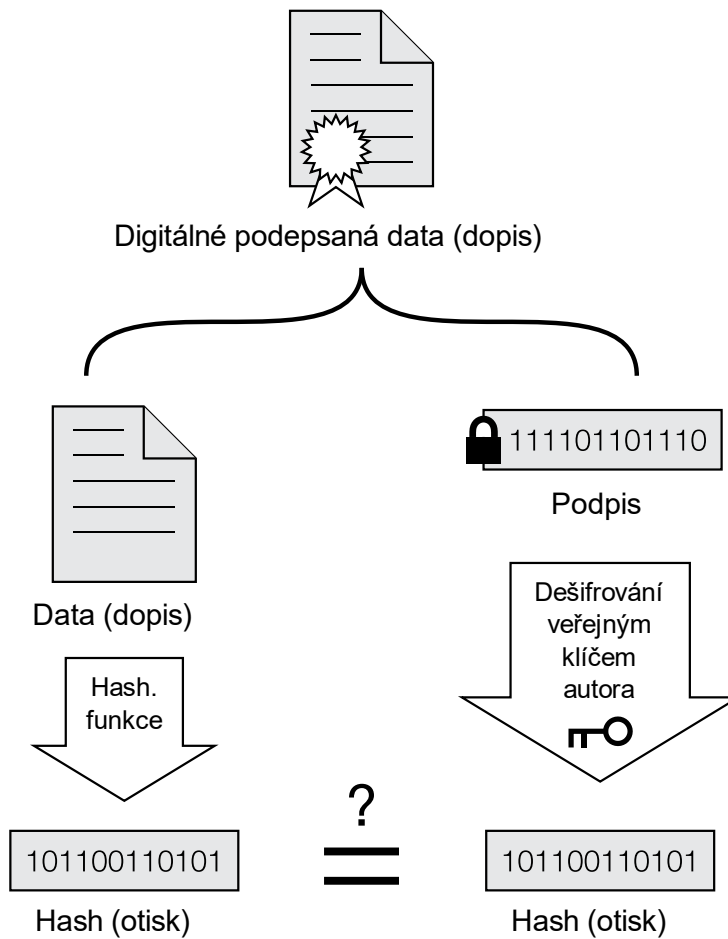 Digitálné podepsaná data (dopis)
111101101110
Podpis
Data (dopis)
Dešifrování
veřejným
klíčem
autora
Hash.
funkce
?
101100110101
101100110101
Hash (otisk)
Hash (otisk)